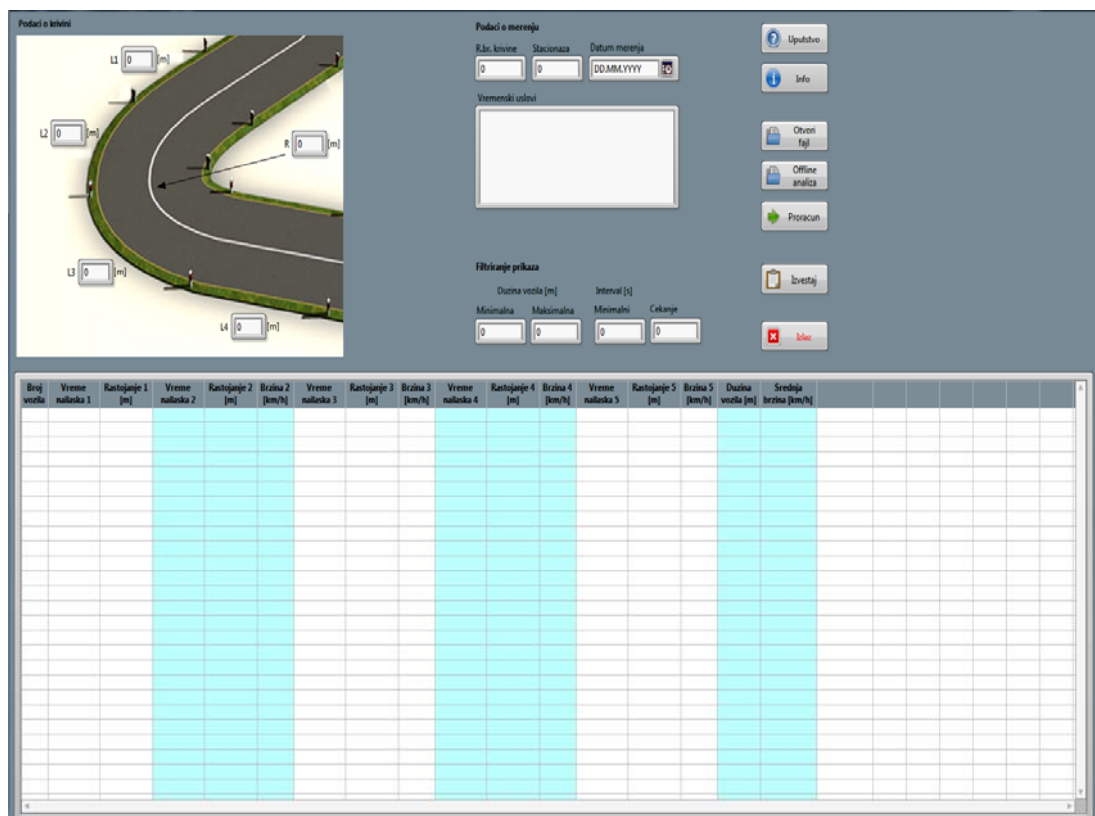 Podaci o krivini
L1 0 [m]
L2 0 [m]
R 0 [m]
L3 0 [m]
L4 0 [m]
Podaci o merenju
R.br. krivine Stacionaza Datum merenja
0 0 DD.MM.YYYY
Vremenski uslovi
Filtriranje prikaza
Duzina vozila [m] Interval [s]
Minimalna Maksimalna Minimalni Cekanje
0 0 0 0
Uputstvo
Info
Otvori
fajl
Offline
analiza
Proracun
Izvestaj
Izlaz
Broj Vreme Rastojanje 1 Vreme Rastojanje 2 Brzina 2 Vreme Rastojanje 3 Brzina 3 Vreme Rastojanje 4 Brzina 4 Vreme Rastojanje 5 Brzina 5 Duzina Srednja
vozila nailaska 1 [m] nailaska 2 [m] [km/h] nailaska 3 [m] [km/h] nailaska 4 [m] [km/h] nailaska 5 [m] [km/h] vozila [m] brzina [km/h]